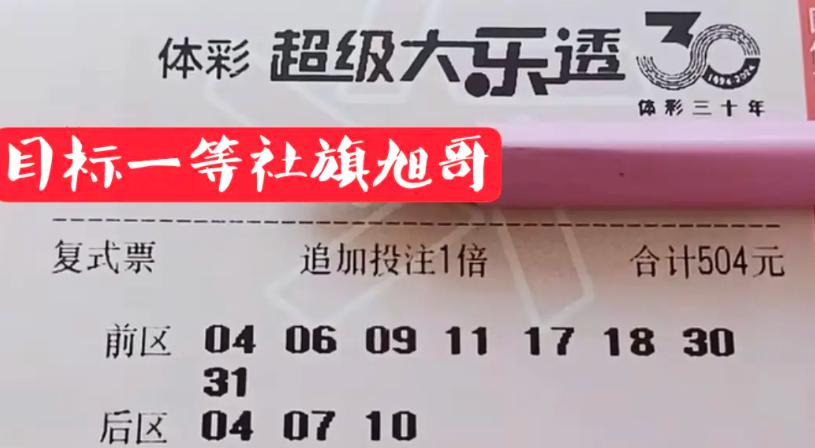 体彩 超级大乐透 30
1994-2024
体彩三十年
目标一等社旗旭哥
复式票 追加投注1倍 合计504元
前区 04 06 09 11 17 18 30
31
后区 04 07 10